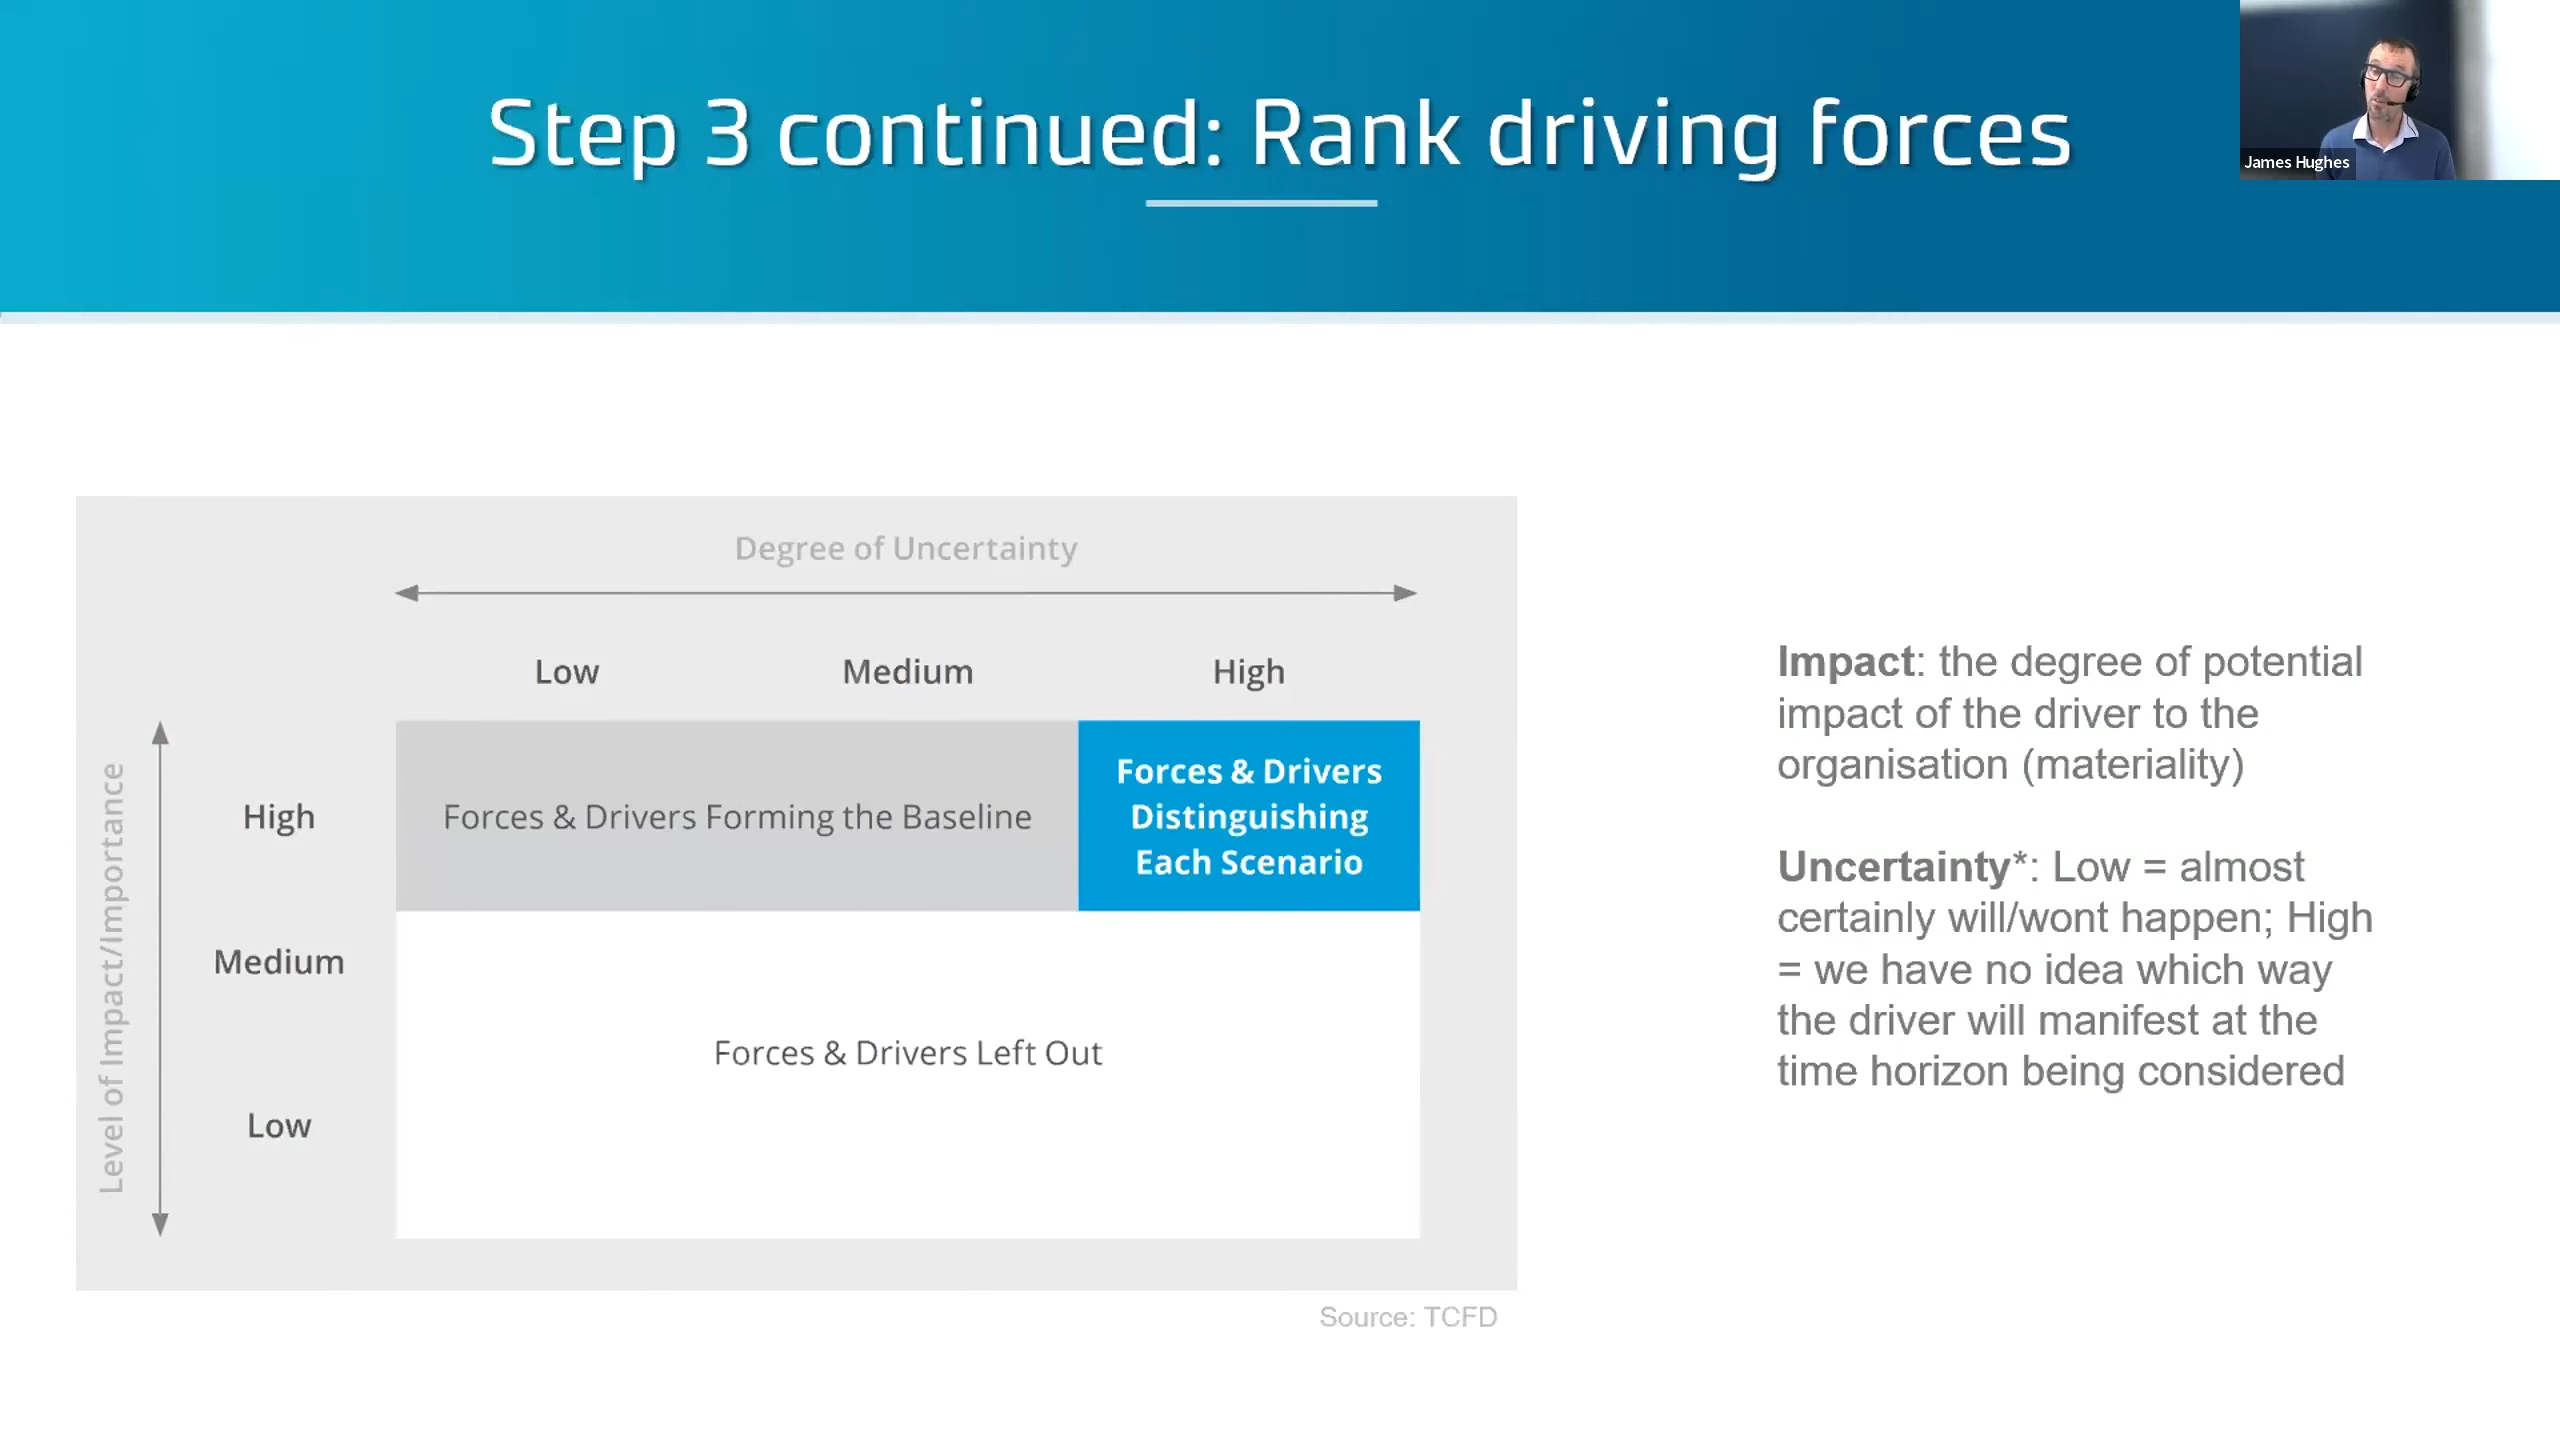 Step 3 continued: Rank driving forces
James Hughes
Degree of Uncertainty
Low
Medium
High
Level of Impact/Importance
High
Forces & Drivers Forming the Baseline
Forces & Drivers
Distinguishing
Each Scenario
Medium
Forces & Drivers Left Out
Low
Source: TCFD
Impact: the degree of potential
impact of the driver to the
organisation (materiality)
Uncertainty*: Low = almost
certainly will/wont happen; High
= we have no idea which way
the driver will manifest at the
time horizon being considered